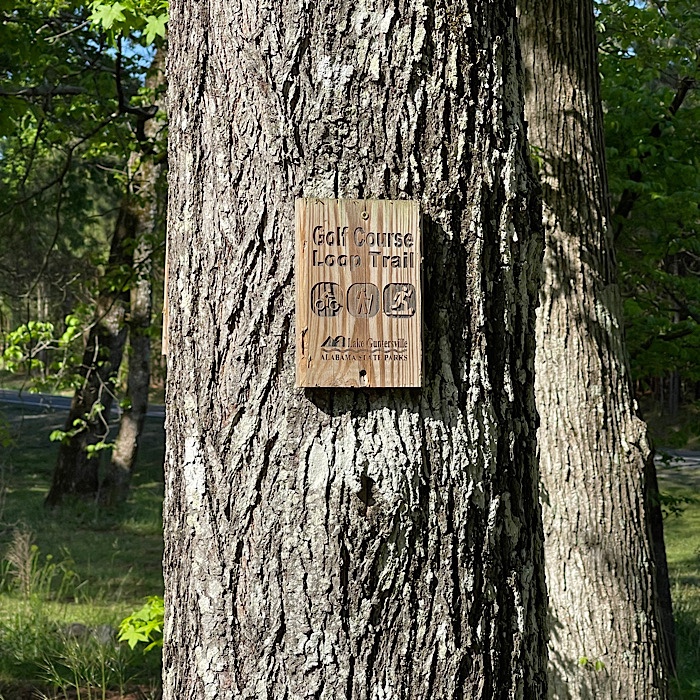 Golf Course
Loop Trail
Lake Guntersville
ALABAMA STATE PARKS